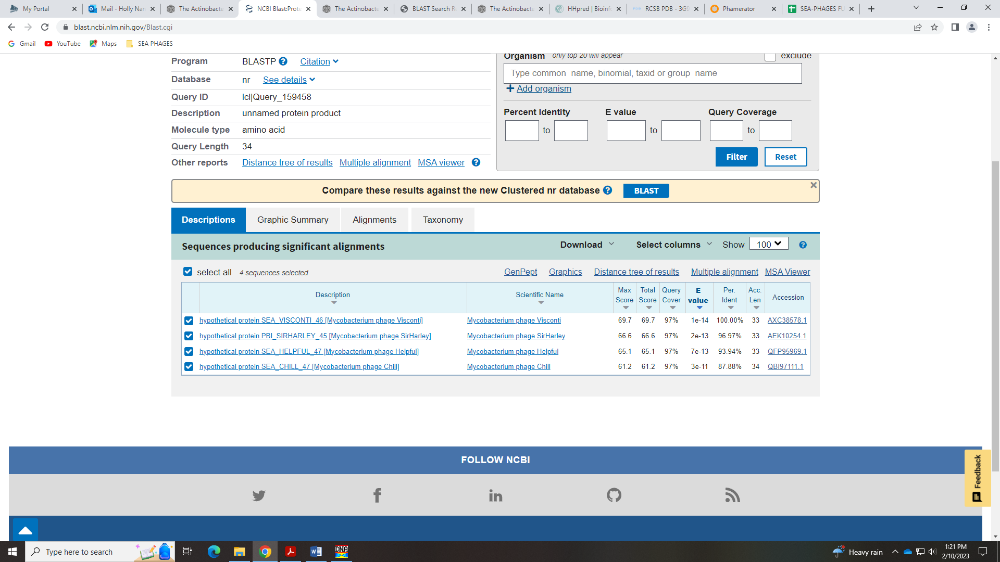 My Portal
Mail - Holly Nan
The Actinobacte
NCBI Blast:Prote
The Actinobacte
BLAST Search Re
The Actinobacte
HHpred | Bioinfo
RCSB PDB - 3G9
Phamerator
SEA-PHAGES FU
blast.ncbi.nlm.nih.gov/Blast.cgi
Gmail YouTube Maps SEA PHAGES
Program BLASTP Citation
Database nr See details
Query ID lcl|Query_159458
Description unnamed protein product
Molecule type amino acid
Query Length 34
Other reports Distance tree of results Multiple alignment MSA viewer
Organism only top 20 will appear exclude
Type common name, binomial, taxid or group name
Add organism
Percent Identity E value Query Coverage
to to to
Filter Reset
Compare these results against the new Clustered nr database BLAST
Descriptions Graphic Summary Alignments Taxonomy
Sequences producing significant alignments Download Select columns Show 100
select all 4 sequences selected GenPept Graphics Distance tree of results Multiple alignment MSA Viewer
Description Scientific Name Max Score Total Score Query Cover E value Per. Ident Acc. Len Accession
hypothetical protein SEA_VISCONTI_46 [Mycobacterium phage Visconti] Mycobacterium phage Visconti 69.7 69.7 97% 1e-14 100.00% 33 AXC38578.1
hypothetical protein PBI_SIRHARLEY_45 [Mycobacterium phage SirHarley] Mycobacterium phage SirHarley 66.6 66.6 97% 2e-13 96.97% 33 AEK10254.1
hypothetical protein SEA_HELPFUL_47 [Mycobacterium phage Helpful] Mycobacterium phage Helpful 65.1 65.1 97% 7e-13 93.94% 33 QFP95969.1
hypothetical protein SEA_CHILL_47 [Mycobacterium phage Chill] Mycobacterium phage Chill 61.2 61.2 97% 3e-11 87.88% 34 QBI97111.1
FOLLOW NCBI
Feedback
Type here to search
DNA
Heavy rain
1:21 PM
2/10/2023